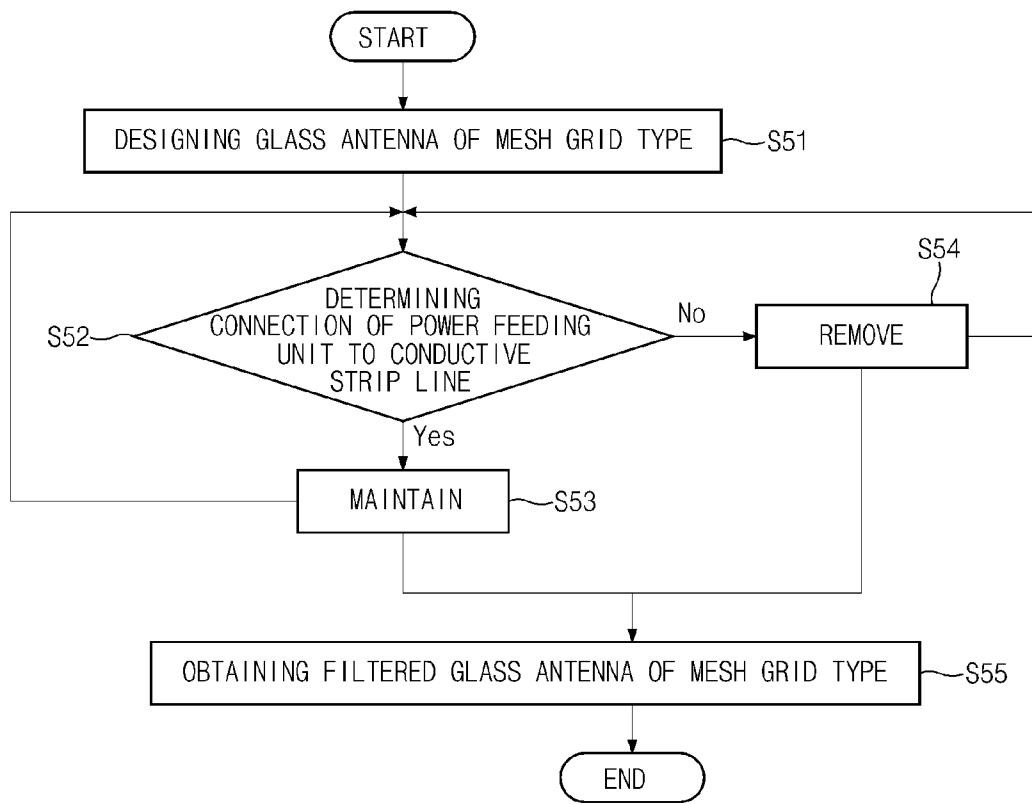 START
DESIGNING GLASS ANTENNA OF MESH GRID TYPE
S51
S54
DETERMINING
CONNECTION OF POWER FEEDING
UNIT TO CONDUCTIVE
STRIP LINE
S52
No
REMOVE
Yes
MAINTAIN
S53
OBTAINING FILTERED GLASS ANTENNA OF MESH GRID TYPE
S55
END